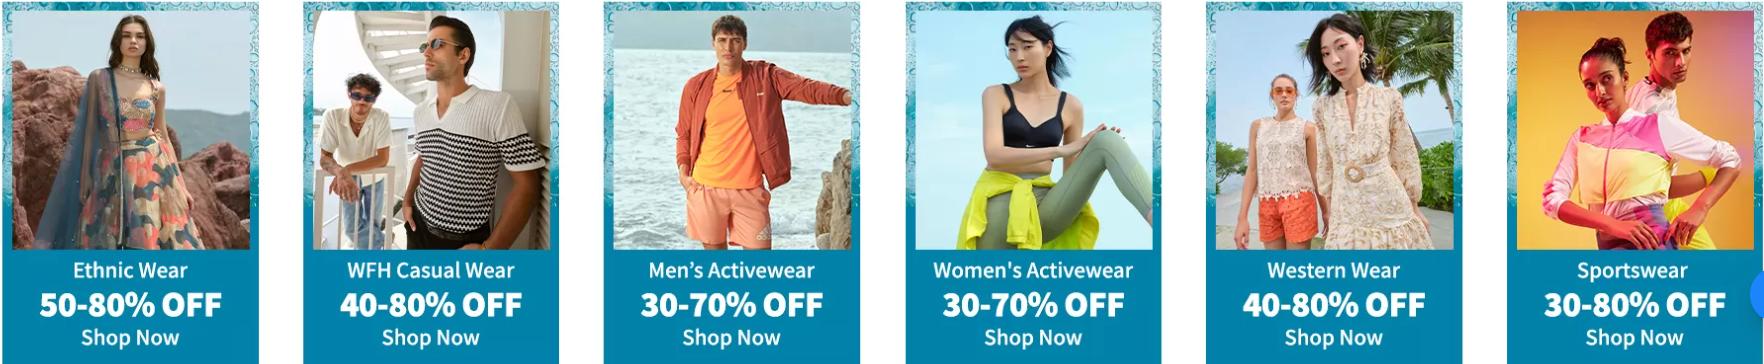 Ethnic Wear
50-80% OFF
Shop Now
WFH Casual Wear
40-80% OFF
Shop Now
Men’s Activewear
30-70% OFF
Shop Now
Women's Activewear
30-70% OFF
Shop Now
Western Wear
40-80% OFF
Shop Now
Sportswear
30-80% OFF
Shop Now